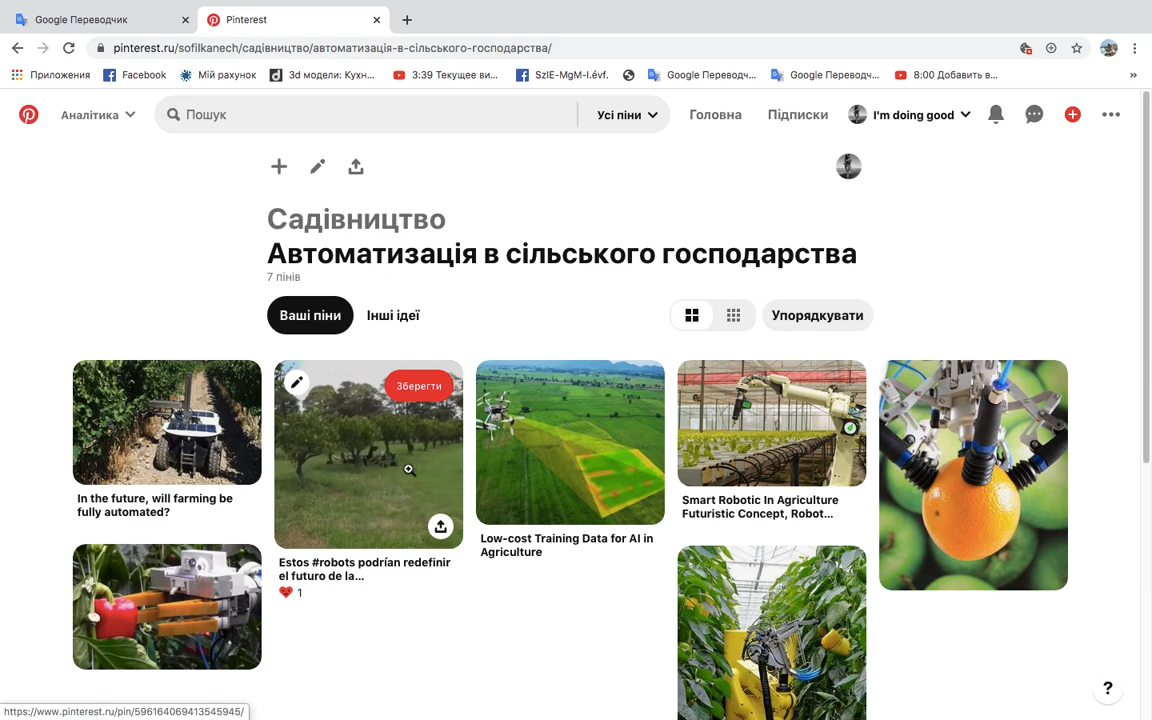 Google Переводчик
Pinterest
pinterest.ru/sofilkanech/садівництво/автоматизація-в-сільського-господарства/
Приложения
Facebook
Мій рахунок
3d модели: Кухн...
3:39 Текущее ви...
SzIE-MgM-I.évf.
Google Переводч...
Google Переводч...
8:00 Добавить в...
»
Аналітика
Пошук
Усі піни
Головна
Підписки
I'm doing good
Садівництво
Автоматизація в сільського господарства
7 пінів
Ваші піни
Інші ідеї
Упорядкувати
Зберегти
In the future, will farming be
fully automated?
Estos #robots podrían redefinir
el futuro de la...
1
Low-cost Training Data for AI in
Agriculture
Smart Robotic In Agriculture
Futuristic Concept, Robot...
?
https://www.pinterest.ru/pin/596164069413545945/